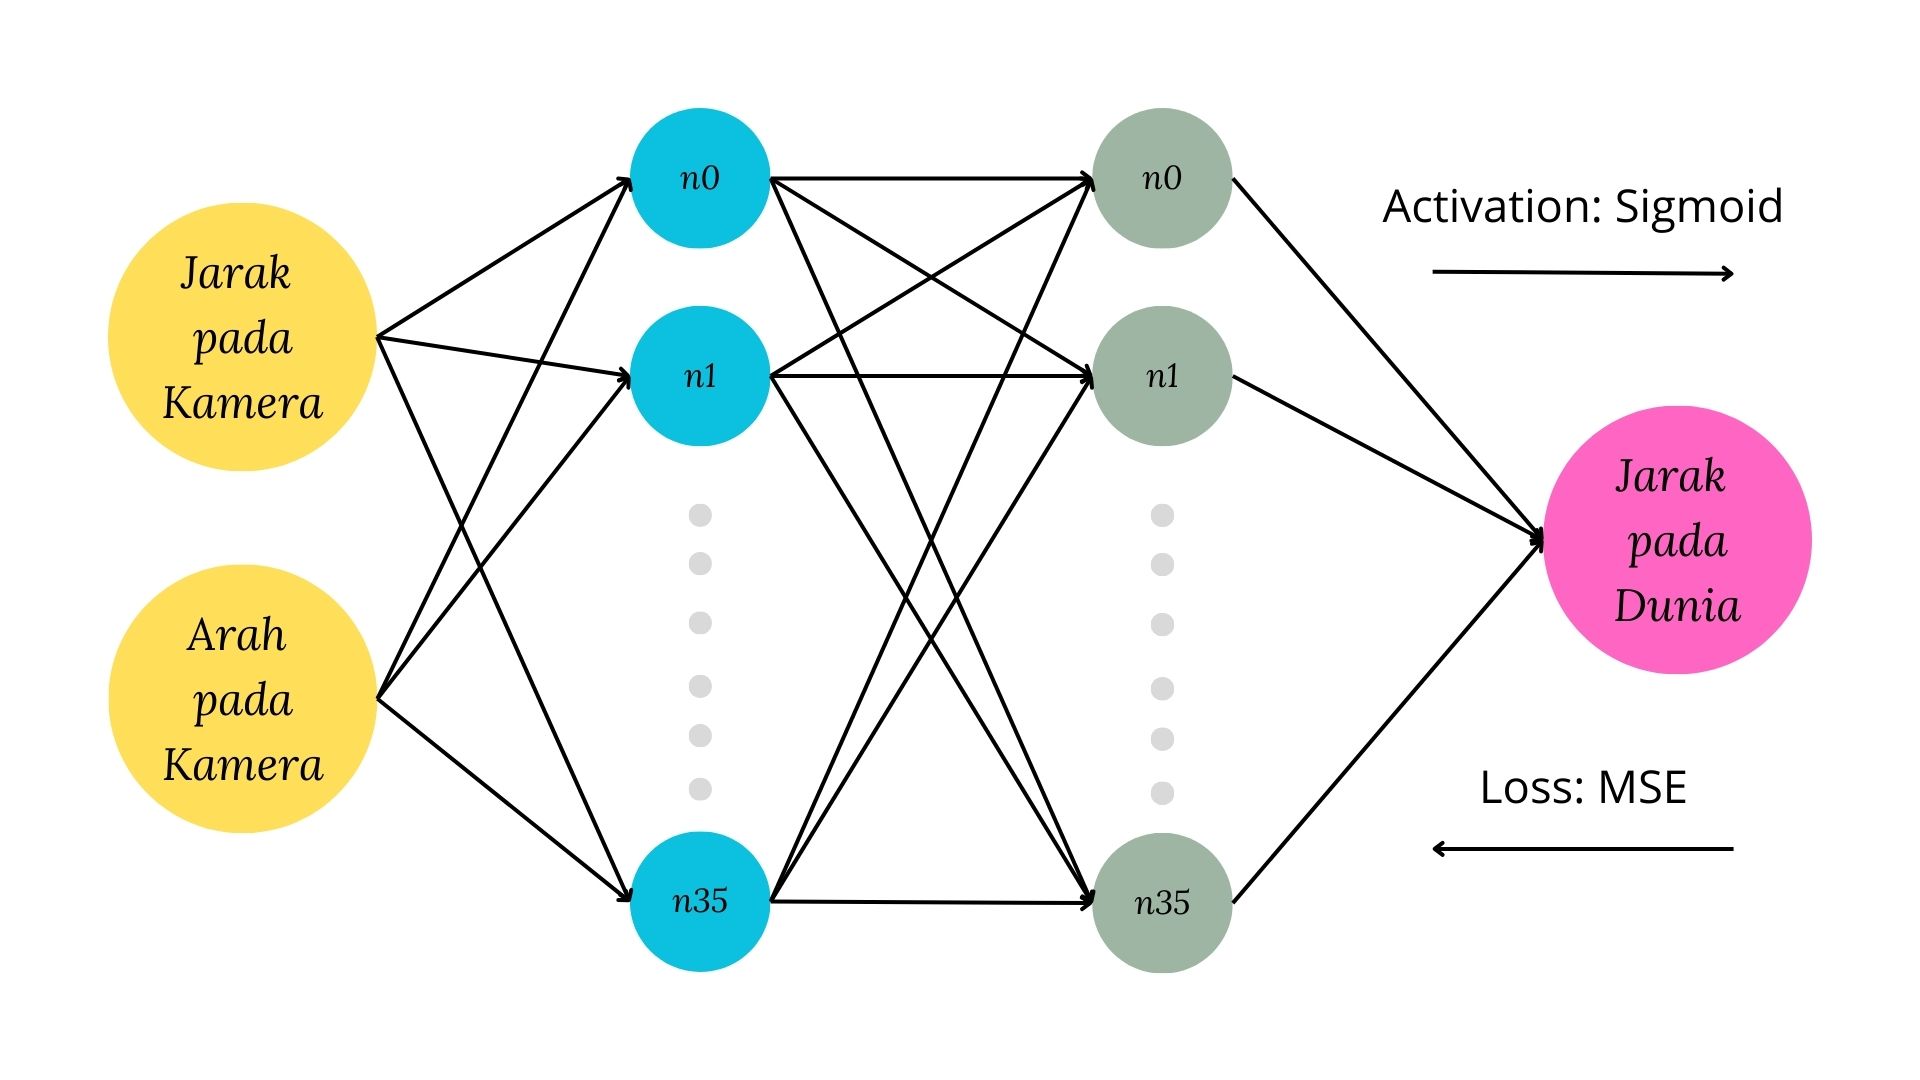 Jarak
pada
Kamera
Arah
pada
Kamera
n0
n1
n35
n0
n1
n35
Activation: Sigmoid
Jarak
pada
Dunia
Loss: MSE